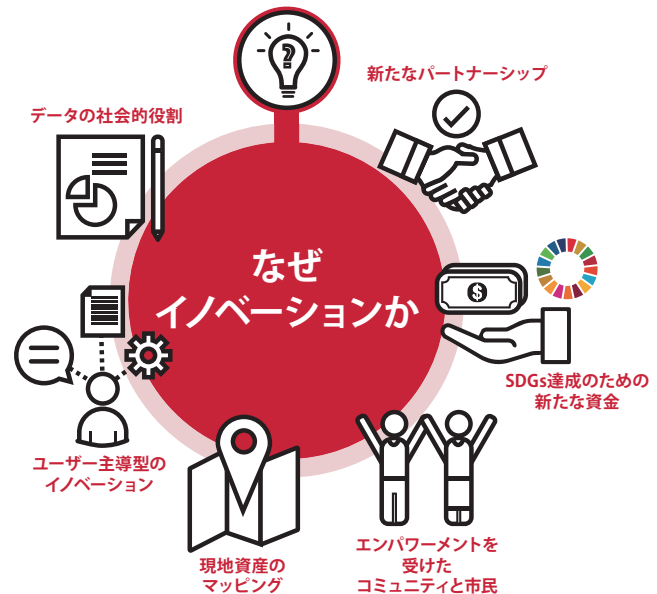 なぜ
イノベーションか
新たなパートナーシップ
SDGs達成のための
新たな資金
エンパワーメントを
受けた
コミュニティと市民
現地資産の
マッピング
ユーザー主導型の
イノベーション
データの社会的役割
?
$